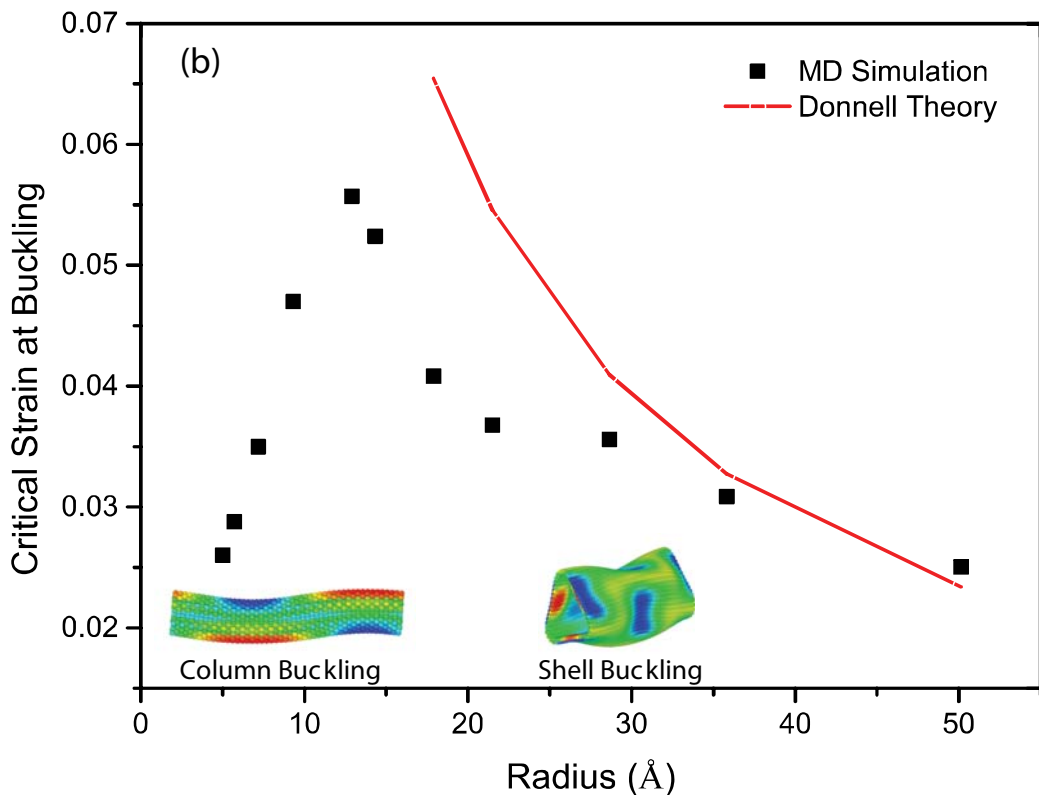 (b)
MD Simulation
Donnell Theory
Critical Strain at Buckling
0.07
0.06
0.05
0.04
0.03
0.02
Column Buckling
Shell Buckling
0 10 20 30 40 50
Radius (Å)